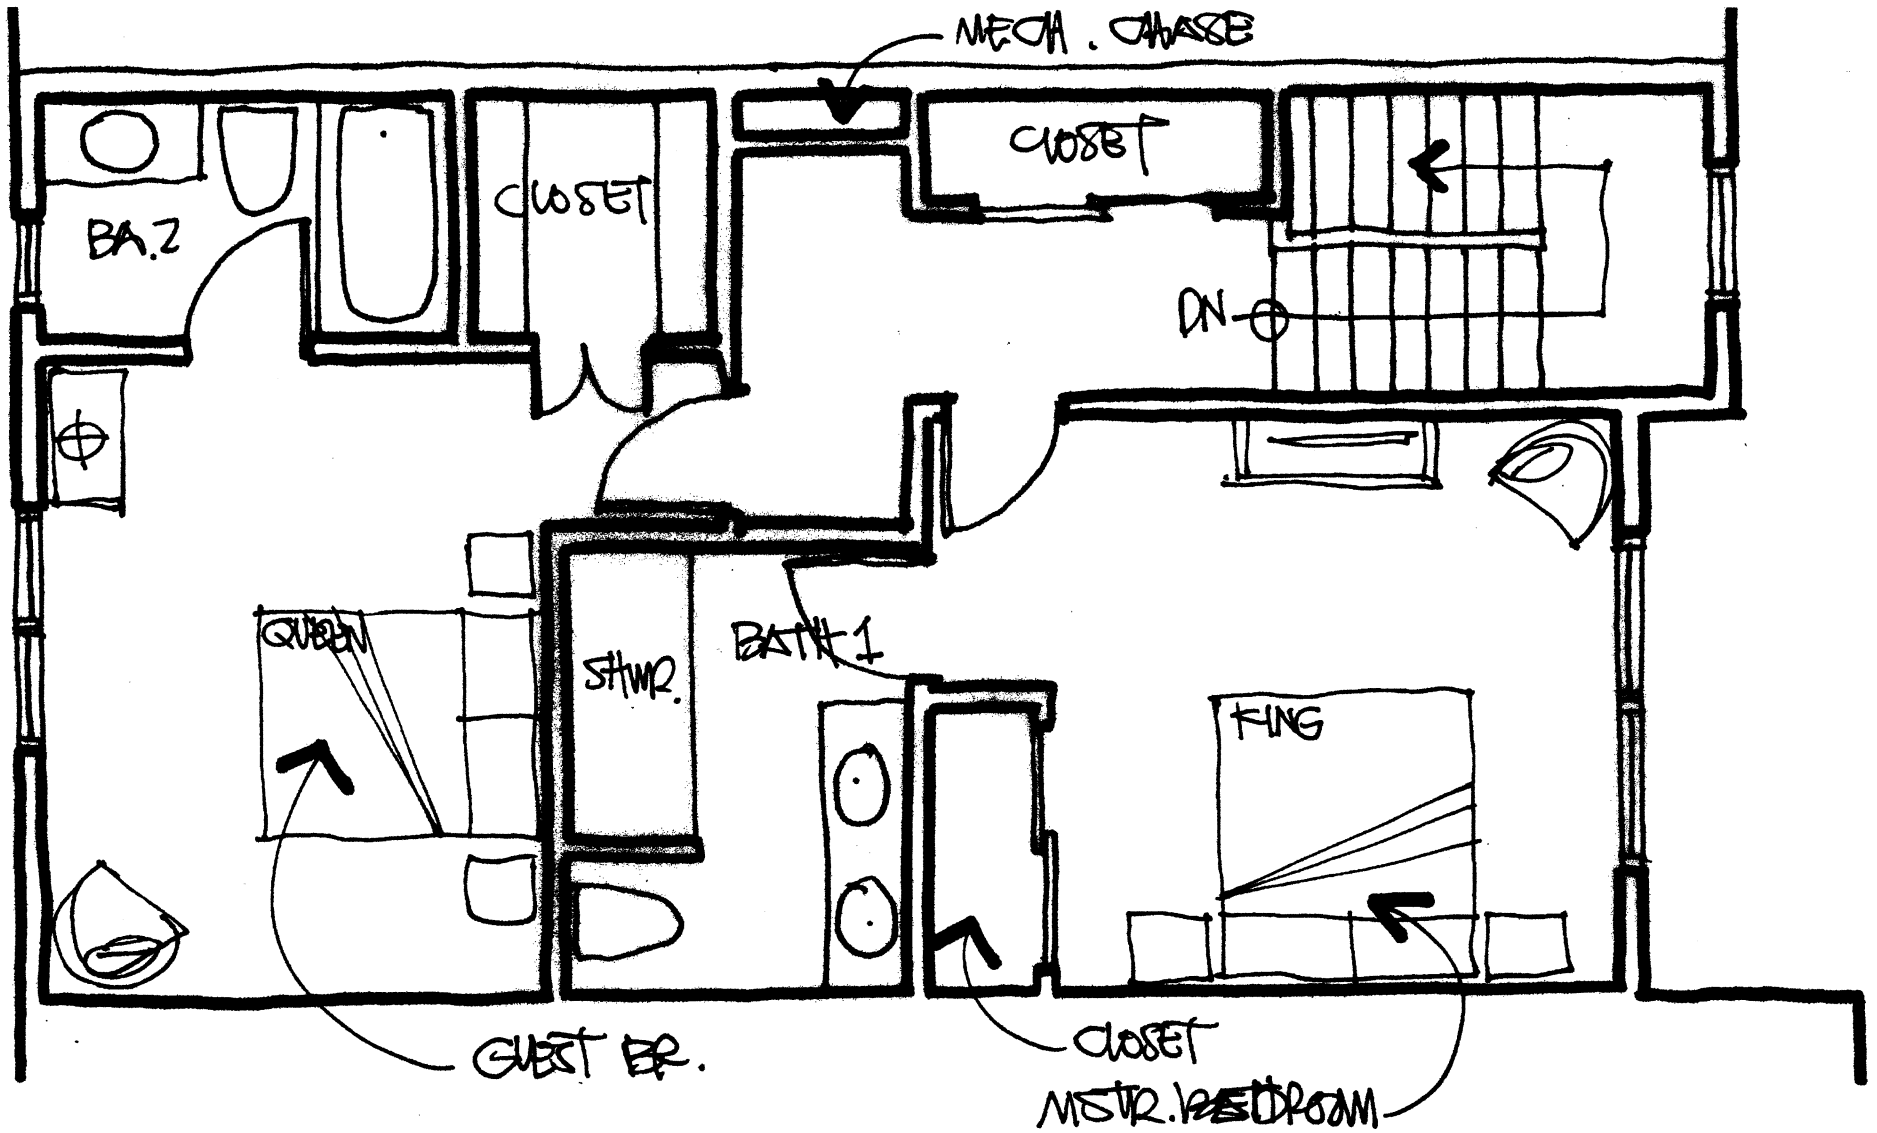 MECH. CHASE
CLOSET
CLOSET
BA.2
DN
QUEEN
BATH 1
SHWR.
KING
GUEST BR.
CLOSET
MSTR. BEDROOM